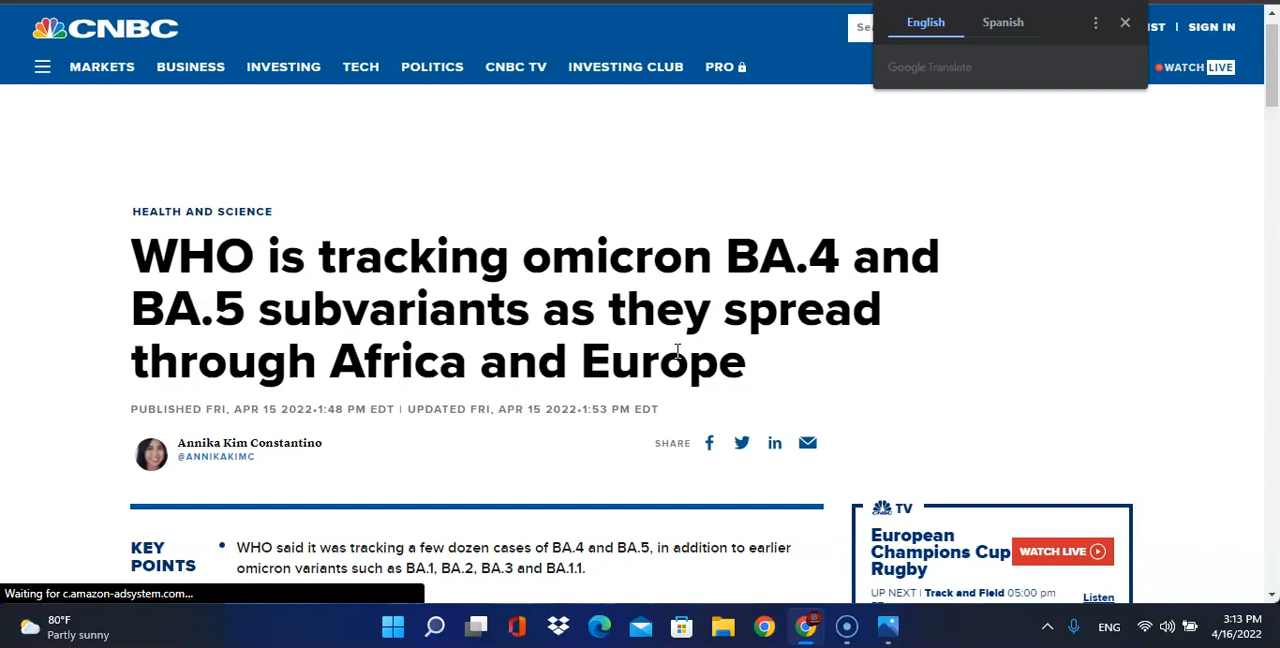 CNBC
Sea
English
Spanish
IST | SIGN IN
MARKETS
BUSINESS
INVESTING
TECH
POLITICS
CNBC TV
INVESTING CLUB
PRO
Google Translate
WATCH LIVE
HEALTH AND SCIENCE
WHO is tracking omicron BA.4 and
BA.5 subvariants as they spread
through Africa and Europe
PUBLISHED FRI, APR 15 2022•1:48 PM EDT | UPDATED FRI, APR 15 2022•1:53 PM EDT
Annika Kim Constantino
@ANNIKAKIMC
SHARE
KEY
POINTS
• WHO said it was tracking a few dozen cases of BA.4 and BA.5, in addition to earlier
omicron variants such as BA.1, BA.2, BA.3 and BA.1.1.
TV
European
Champions Cup
Rugby
WATCH LIVE
UP NEXT | Track and Field 05:00 pm
Listen
Waiting for c.amazon-adsystem.com...
80°F
Partly sunny
ENG
3:13 PM
4/16/2022